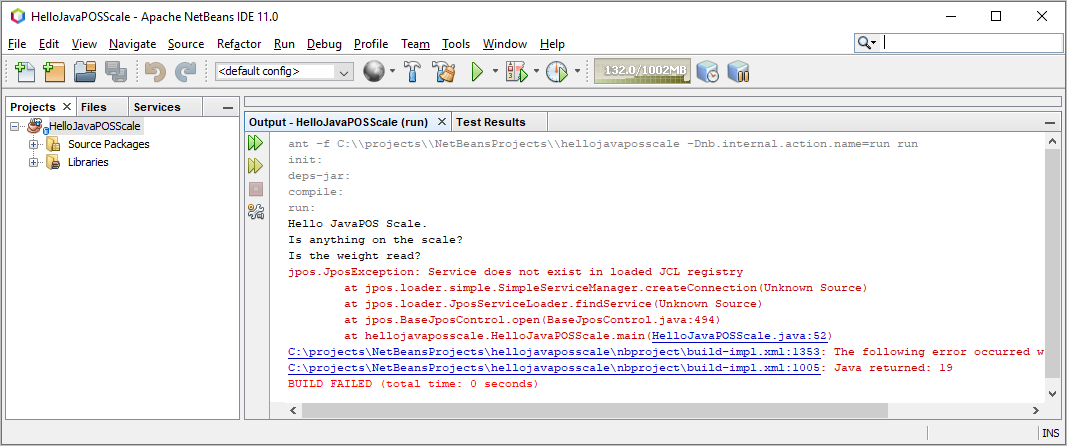 HelloJavaPOSScale - Apache NetBeans IDE 11.0
File Edit View Navigate Source Refactor Run Debug Profile Team Tools Window Help
<default config>
132.0/1002MB
Projects Files Services
Output - HelloJavaPOSScale (run) Test Results
HelloJavaPOSScale
Source Packages
Libraries
ant -f C:\\projects\\NetBeansProjects\\hellojavaposscale -Dnb.internal.action.name=run run
init:
deps-jar:
compile:
run:
Hello JavaPOS Scale.
Is anything on the scale?
Is the weight read?
jpos.JposException: Service does not exist in loaded JCL registry
at jpos.loader.simple.SimpleServiceManager.createConnection(Unknown Source)
at jpos.loader.JposServiceLoader.findService(Unknown Source)
at jpos.BaseJposControl.open(BaseJposControl.java:494)
at hellojavaposscale.HelloJavaPOSScale.main(HelloJavaPOSScale.java:52)
C:\projects\NetBeansProjects\hellojavaposscale\nbproject\build-impl.xml:1353: The following error occurred w
C:\projects\NetBeansProjects\hellojavaposscale\nbproject\build-impl.xml:1005: Java returned: 19
BUILD FAILED (total time: 0 seconds)
INS